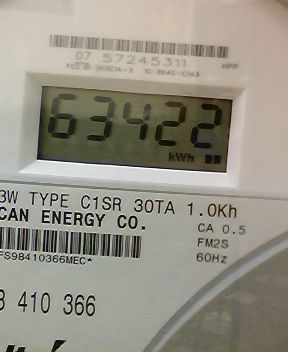 07 57245311
63422
kWh
3W TYPE C1SR 30TA 1.0Kh
CAN ENERGY CO.
CA 0.5
FM2S
60Hz
FS98410366MEC*
410 366